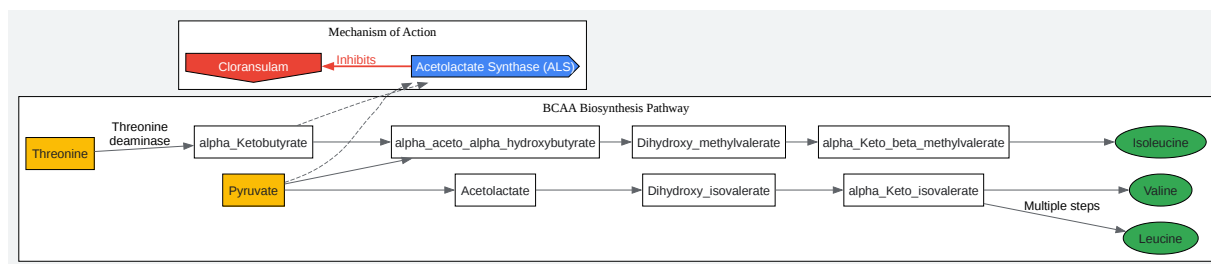 Mechanism of Action
Cloransulam
Inhibits
Acetolactate Synthase (ALS)
BCAA Biosynthesis Pathway
Threonine
Threonine
deaminase
alpha_Ketobutyrate
alpha_aceto_alpha_hydroxybutyrate
Dihydroxy_methylvalerate
alpha_Keto_beta_methylvalerate
Isoleucine
Pyruvate
Acetolactate
Dihydroxy_isovalerate
alpha_Keto_isovalerate
Valine
Multiple steps
Leucine